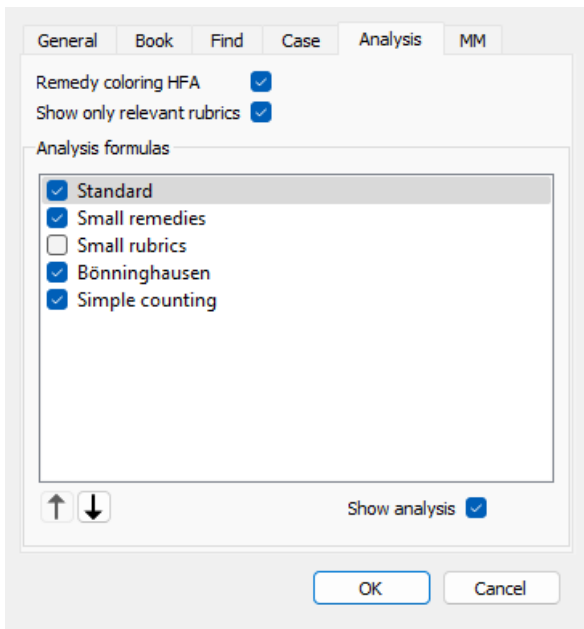 General Book Find Case Analysis MM
Remedy coloring HFA
Show only relevant rubrics
Analysis formulas
Standard
Small remedies
Small rubrics
Bönninghausen
Simple counting
Show analysis
OK Cancel